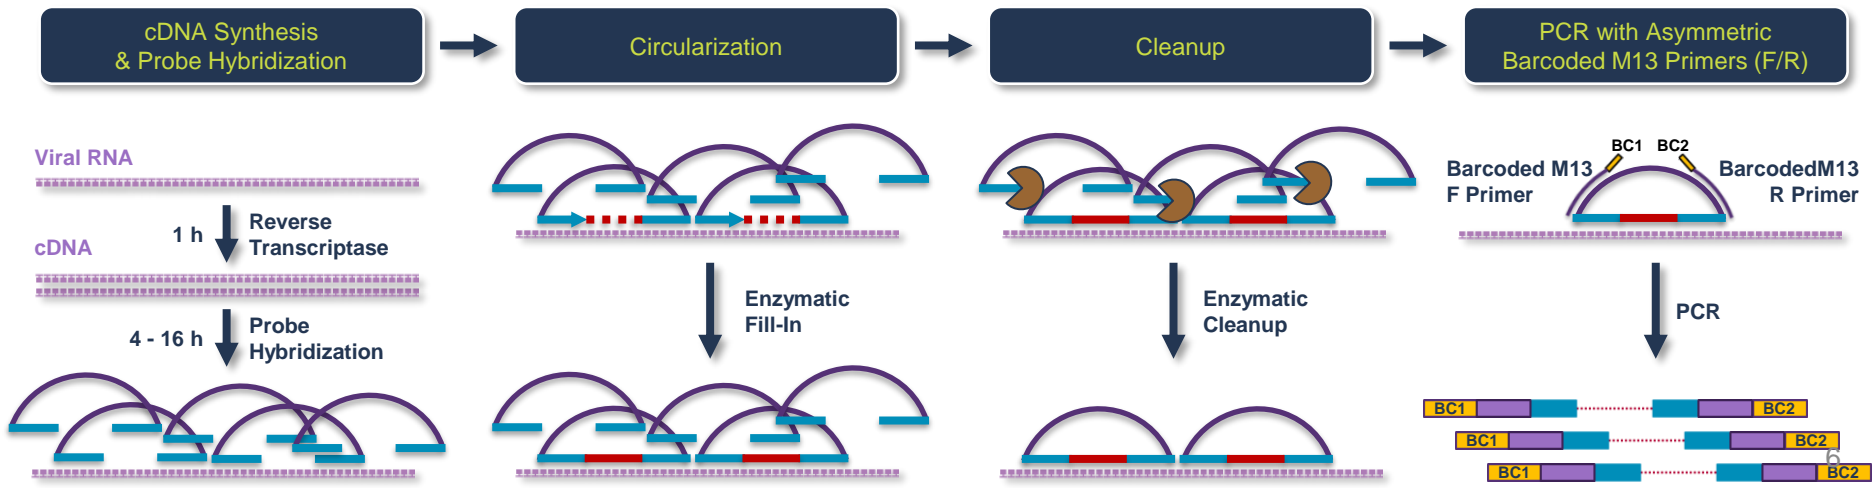 cDNA Synthesis
& Probe Hybridization
Circularization
Cleanup
PCR with Asymmetric
Barcoded M13 Primers (F/R)
Viral RNA
1 h
Reverse
Transcriptase
cDNA
4 - 16 h
Probe
Hybridization
Enzymatic
Fill-In
Enzymatic
Cleanup
BC1 BC2
Barcoded M13
F Primer
BarcodedM13
R Primer
PCR
BC1 BC2
BC1 BC2
BC1 BC2
6